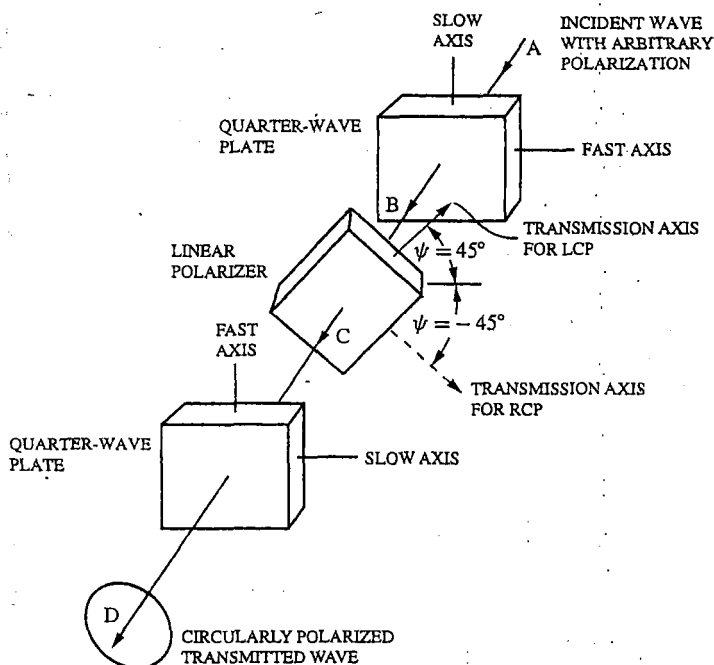 SLOW
AXIS
INCIDENT WAVE
WITH ARBITRARY
POLARIZATION
A
QUARTER-WAVE
PLATE
FAST AXIS
B
TRANSMISSION AXIS
FOR LCP
LINEAR
POLARIZER
ψ = 45°
ψ = − 45°
C
FAST
AXIS
TRANSMISSION AXIS
FOR RCP
QUARTER-WAVE
PLATE
SLOW AXIS
D
CIRCULARLY POLARIZED
TRANSMITTED WAVE